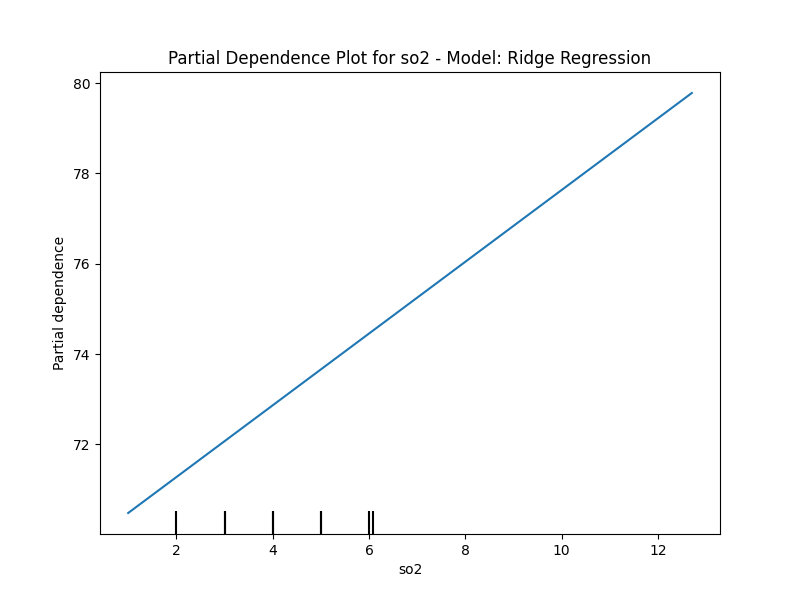 Partial Dependence Plot for so2 - Model: Ridge Regression
80
78
76
74
72
Partial dependence
2 4 6 8 10 12
so2